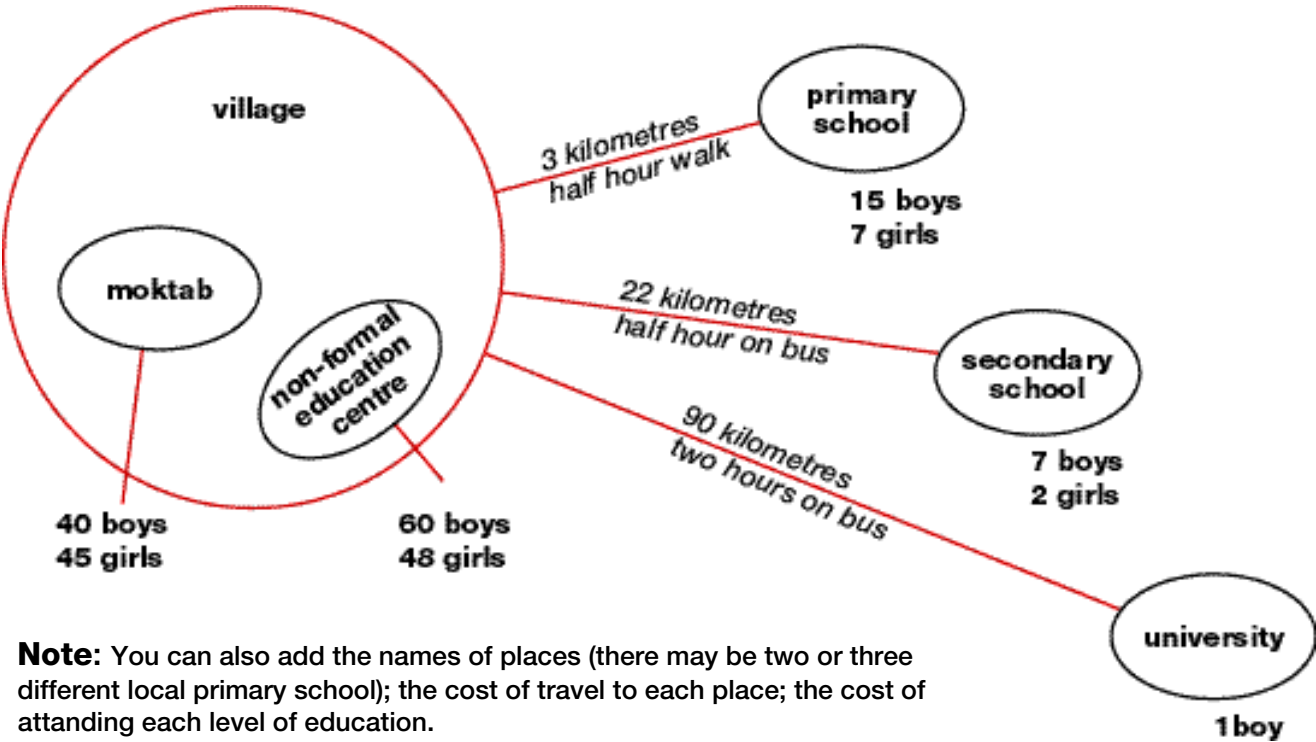 village
primary
school
3 kilometres
half hour walk
15 boys
7 girls
moktab
non-formal
education
centre
22 kilometres
half hour on bus
secondary
school
7 boys
2 girls
90 kilometres
two hours on bus
40 boys
45 girls
60 boys
48 girls
university
1boy
Note: You can also add the names of places (there may be two or three
different local primary school); the cost of travel to each place; the cost of
attanding each level of education.